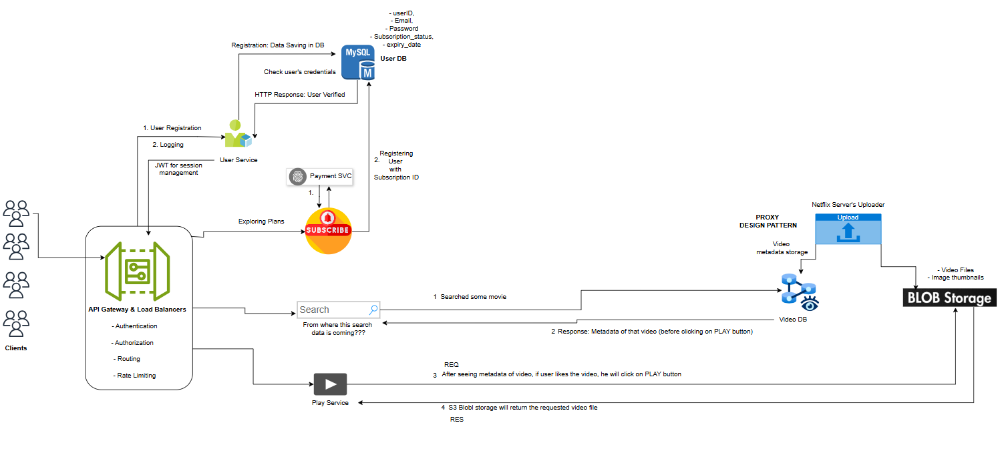 - userID,
- Email,
- Password
- Subscription_status,
- expiry_date
MySQL
M
User DB
Registration: Data Saving in DB
Check user's credentials
HTTP Response: User Verified
1. User Registration
2. Logging
User Service
JWT for session
management
Registering
2. User
with
Subscription ID
Payment SVC
1.
Exploring Plans
SUBSCRIBE
Clients
API Gateway & Load Balancers
- Authentication
- Authorization
- Routing
- Rate Limiting
Netflix Server's Uploader
Upload
PROXY
DESIGN PATTERN
Video
metadata storage
- Video Files
- Image thumbnails
BLOB Storage
1 Searched some movie
Search
From where this search
data is coming???
Video DB
2 Response: Metadata of that video (before clicking on PLAY button)
REQ
3 After seeing metadata of video, if user likes the video, he will click on PLAY button
Play Service
4 S3 Blobl storage will return the requested video file
RES